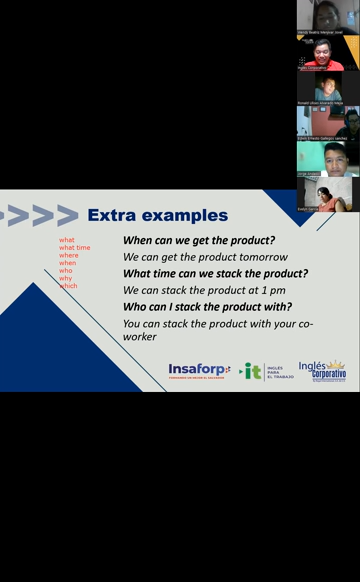 Extra examples
what
what time
where
when
who
why
which
When can we get the product?
We can get the product tomorrow
What time can we stack the product?
We can stack the product at 1 pm
Who can I stack the product with?
You can stack the product with your co-
worker
Insaforp
it
INGLÉS
PARA
EL TRABAJO
Inglés
Corporativo